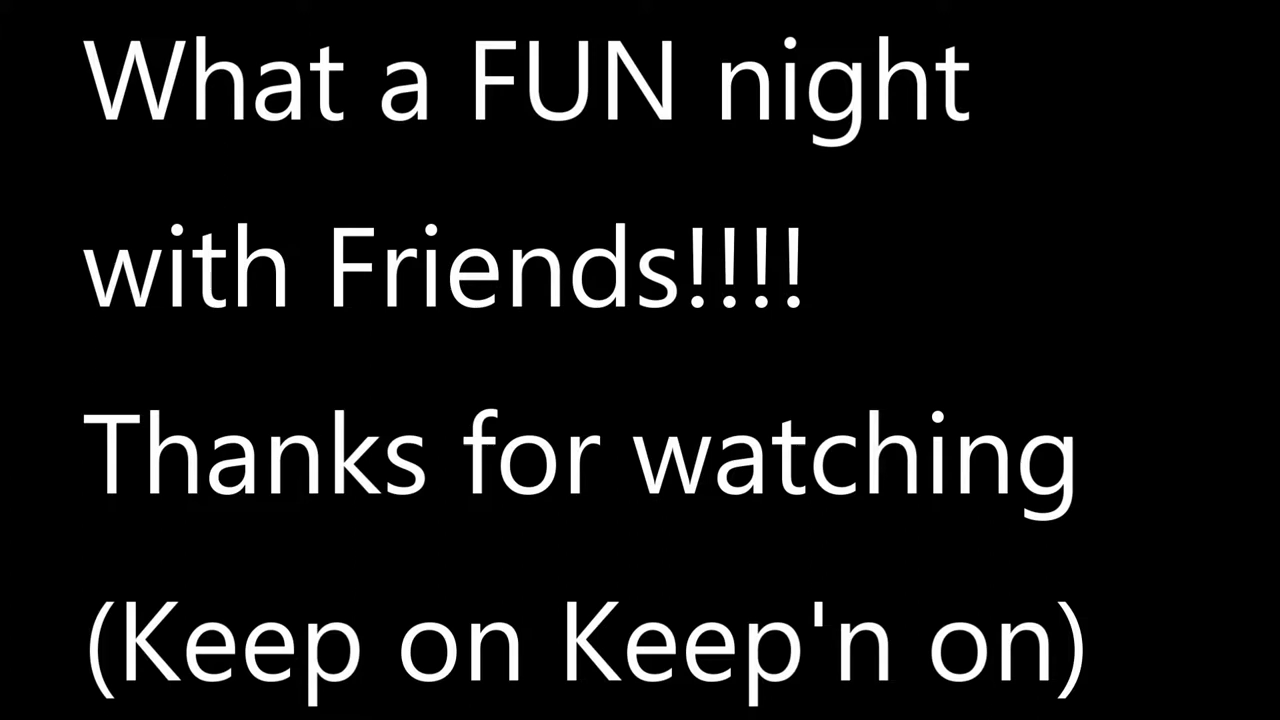 What a FUN night
with Friends!!!!
Thanks for watching
(Keep on Keep'n on)